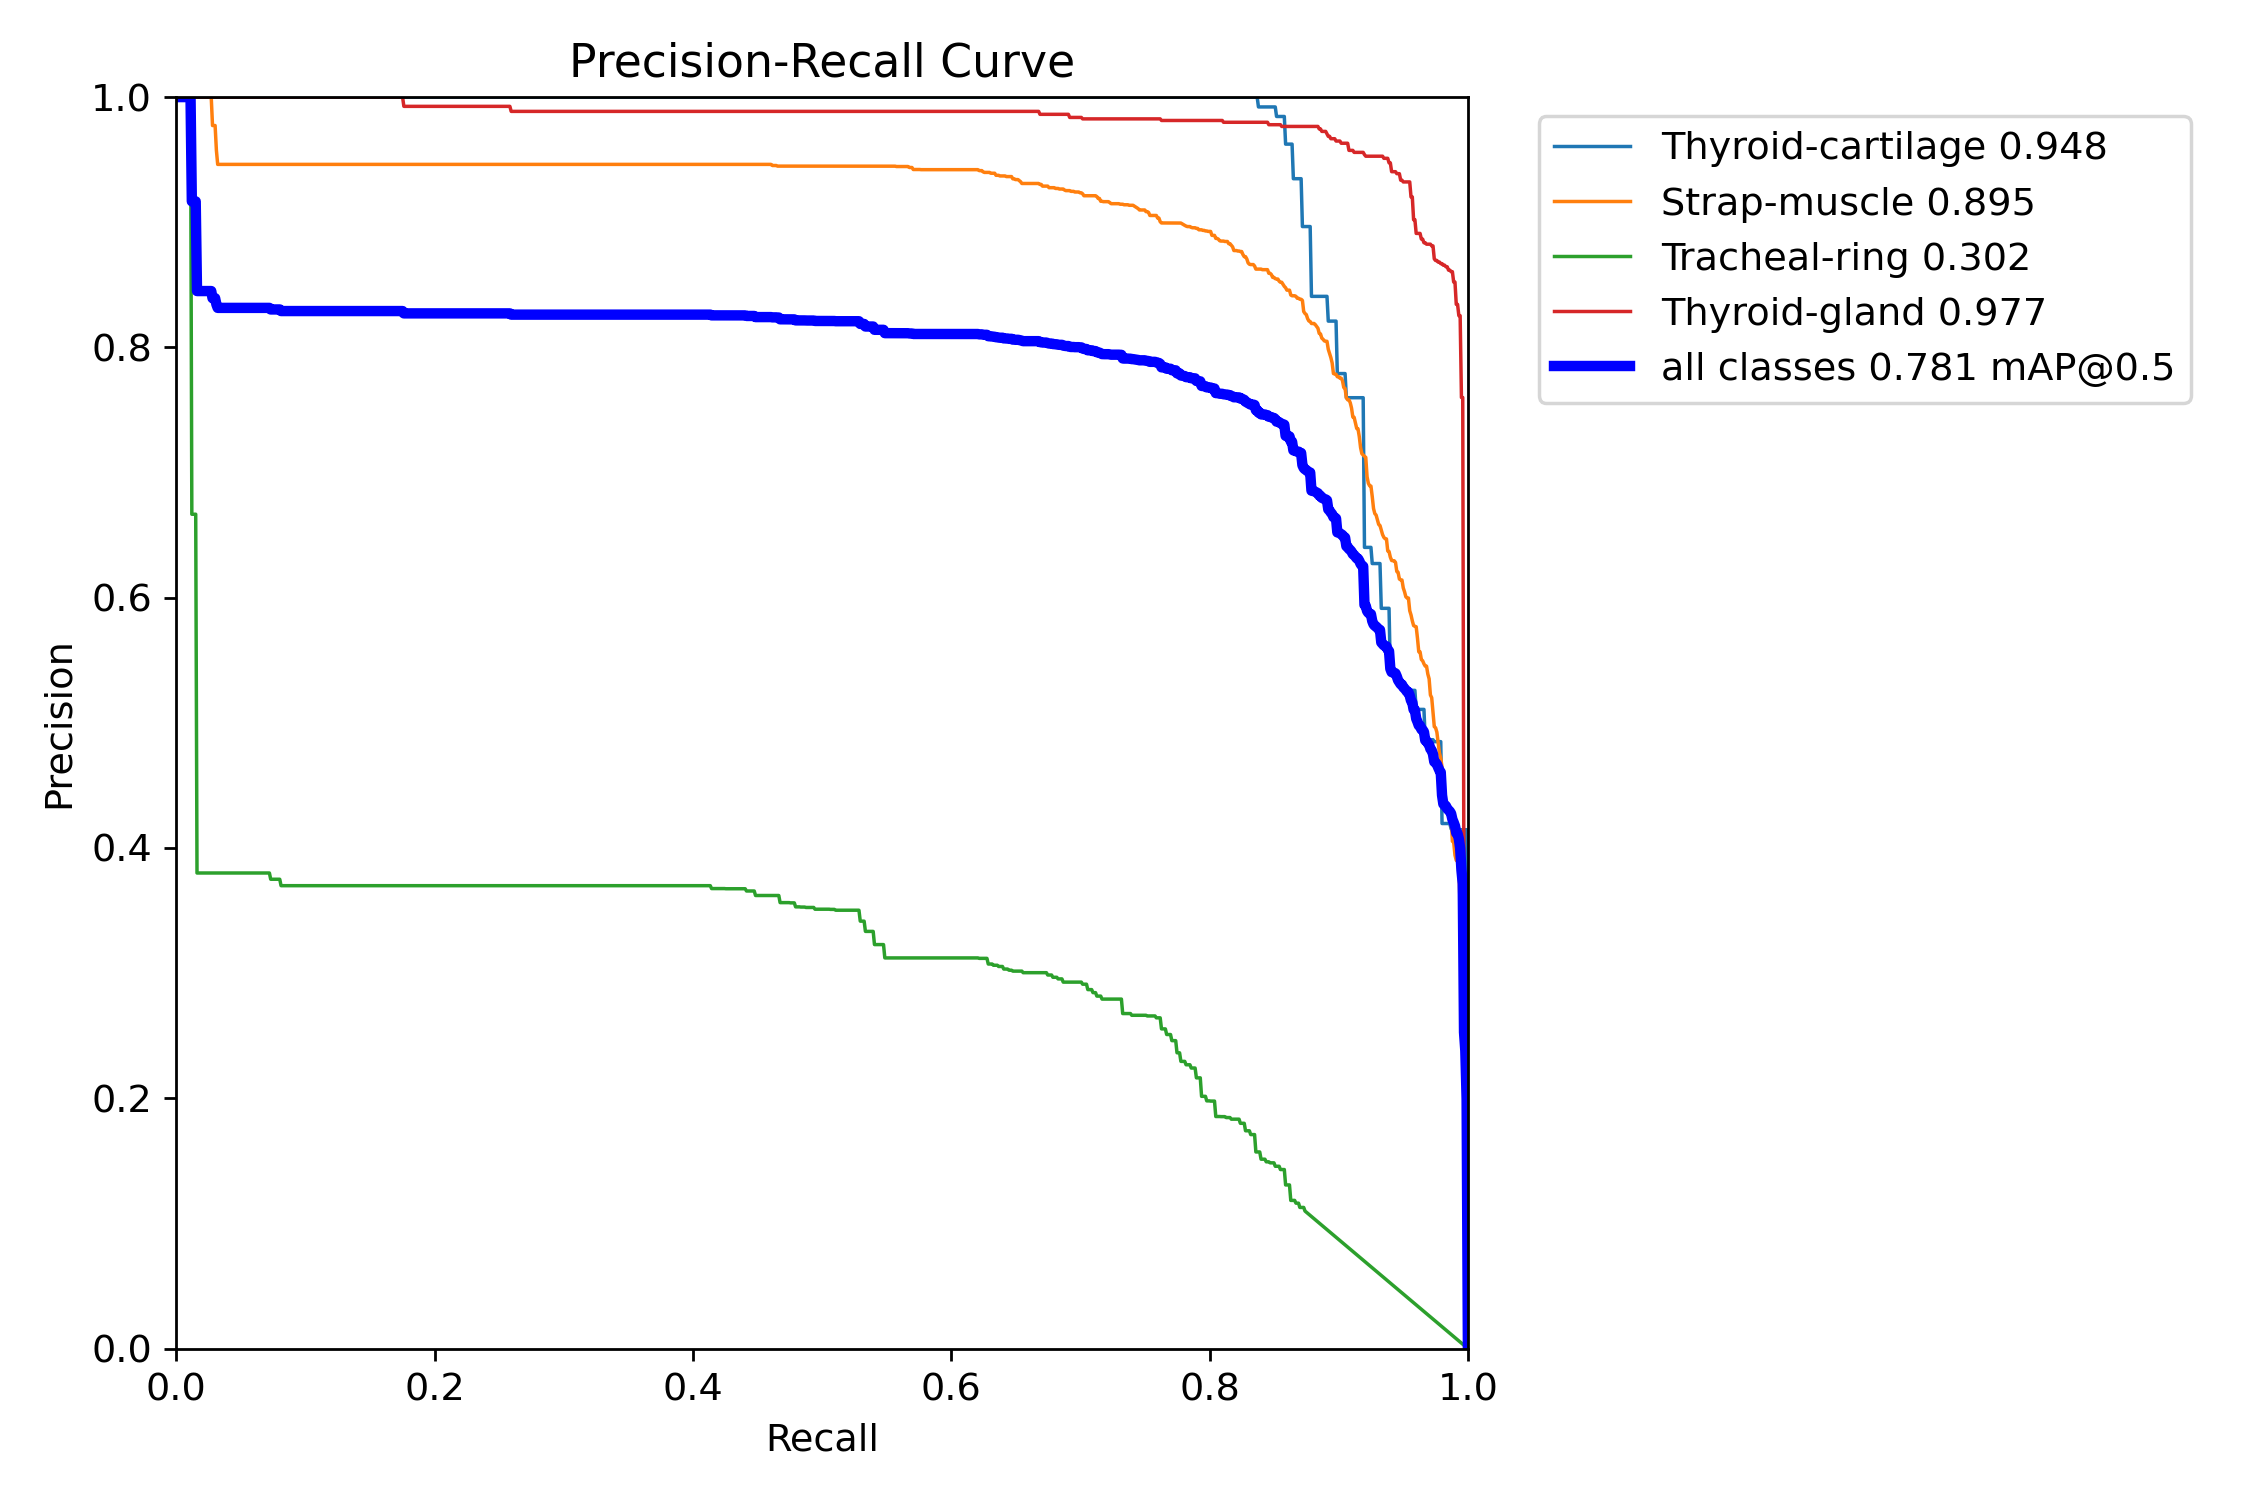 Precision-Recall Curve
1.0
0.8
0.6
0.4
0.2
0.0
Precision
0.0 0.2 0.4 0.6 0.8 1.0
Recall
Thyroid-cartilage 0.948
Strap-muscle 0.895
Tracheal-ring 0.302
Thyroid-gland 0.977
all classes 0.781 mAP@0.5